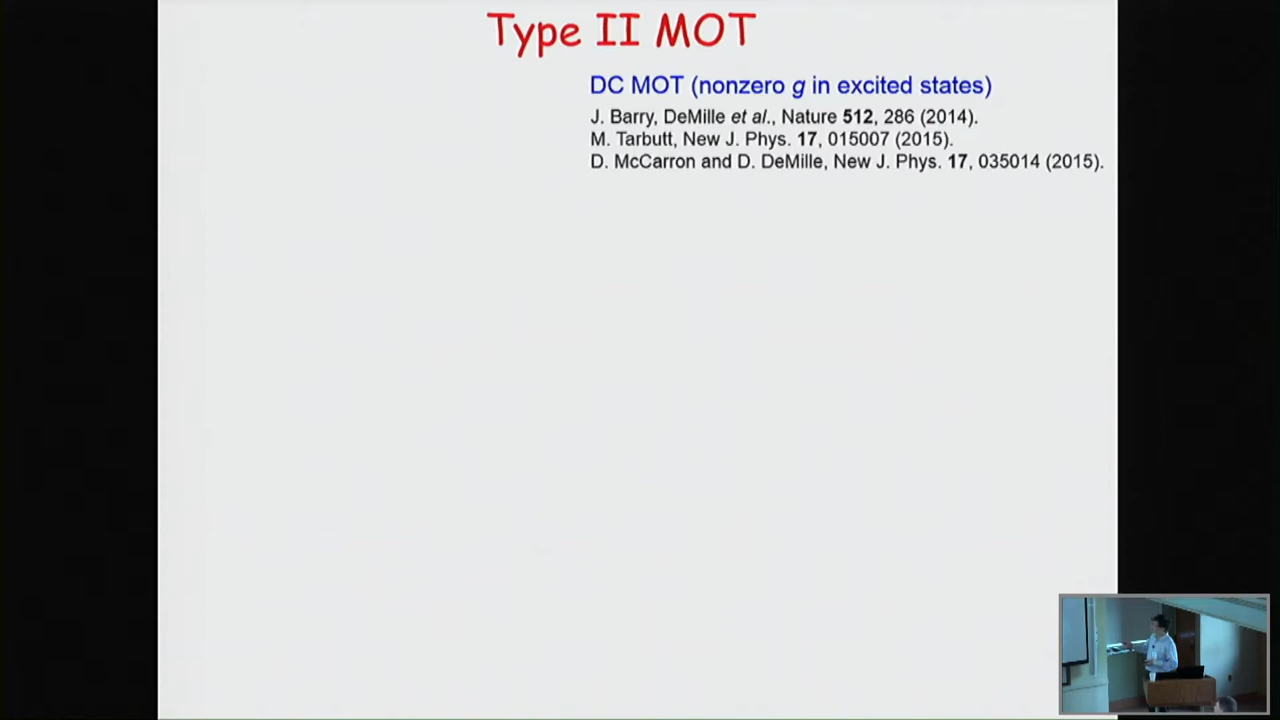 Type II MOT
DC MOT (nonzero g in excited states)
J. Barry, DeMille et al., Nature 512, 286 (2014).
M. Tarbutt, New J. Phys. 17, 015007 (2015).
D. McCarron and D. DeMille, New J. Phys. 17, 035014 (2015).